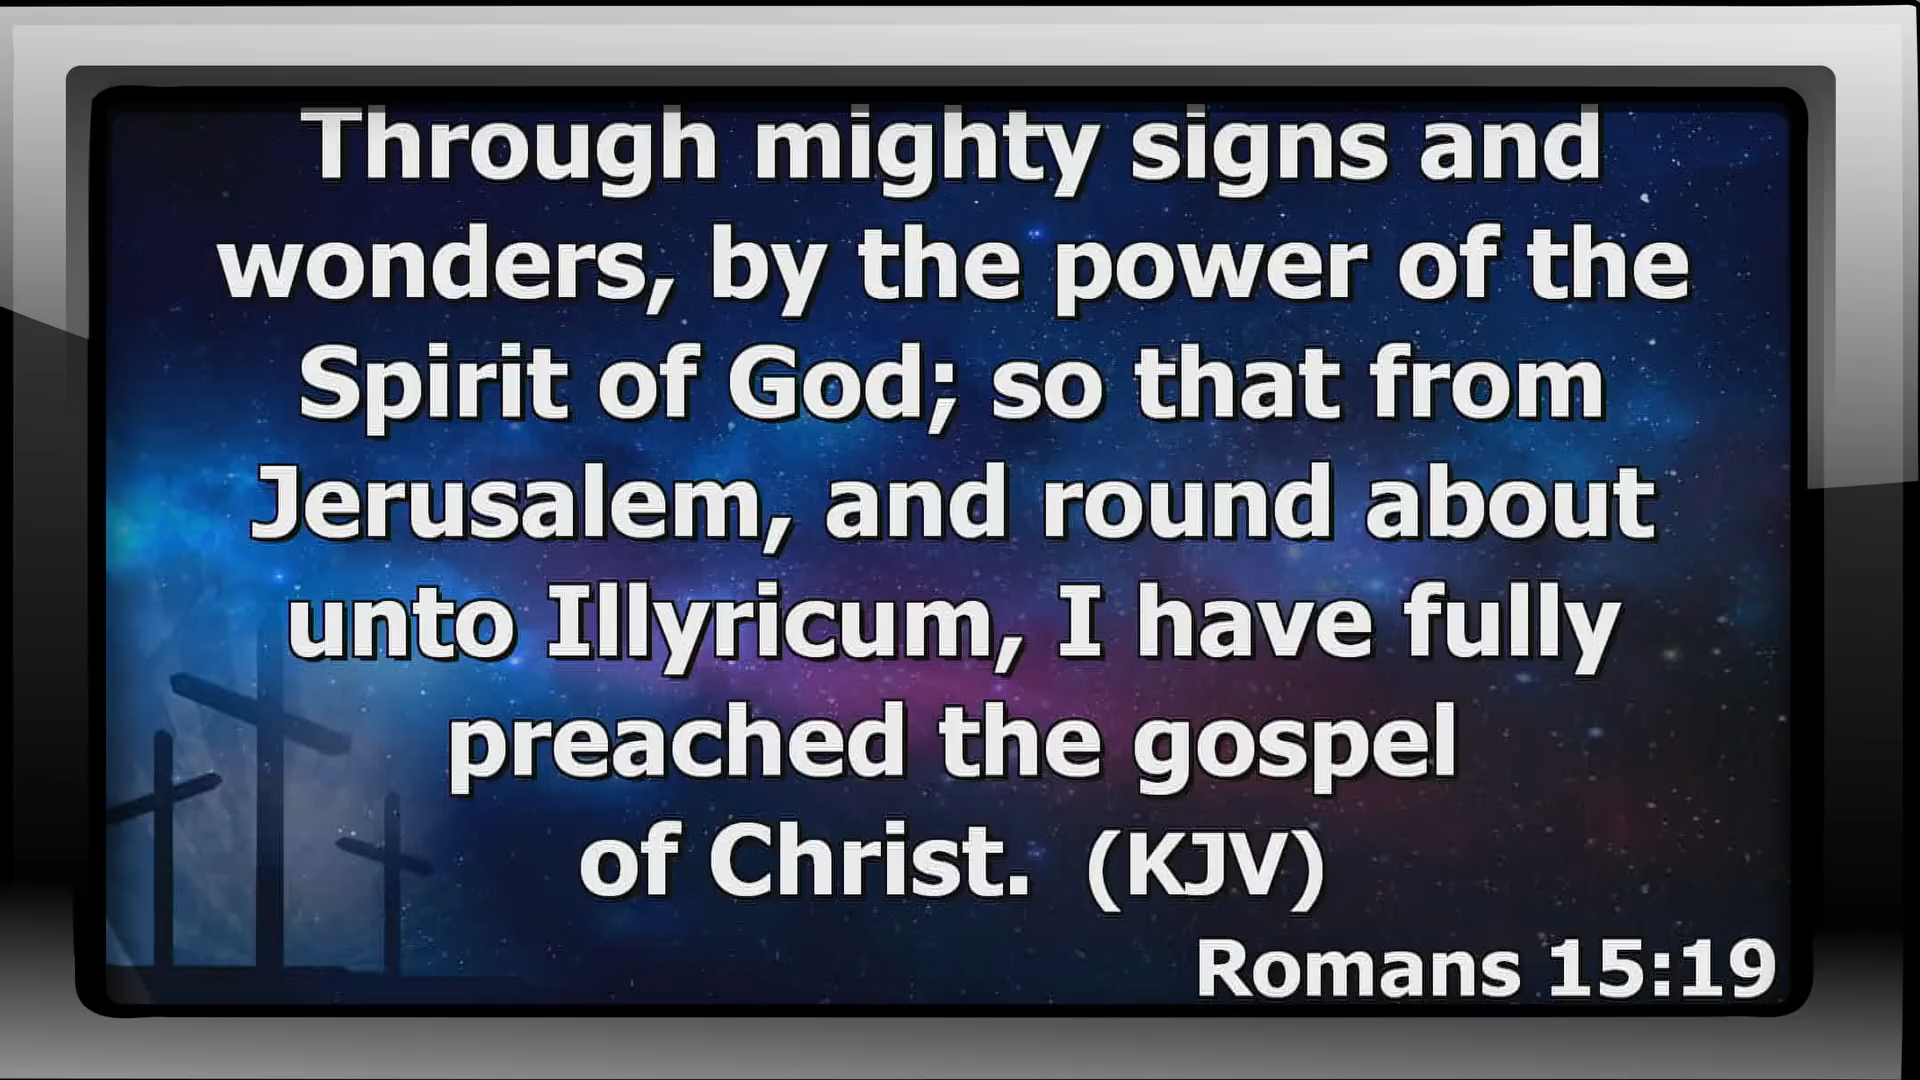 Through mighty signs and
wonders, by the power of the
Spirit of God; so that from
Jerusalem, and round about
unto Illyricum, I have fully
preached the gospel
of Christ. (KJV)
Romans 15:19